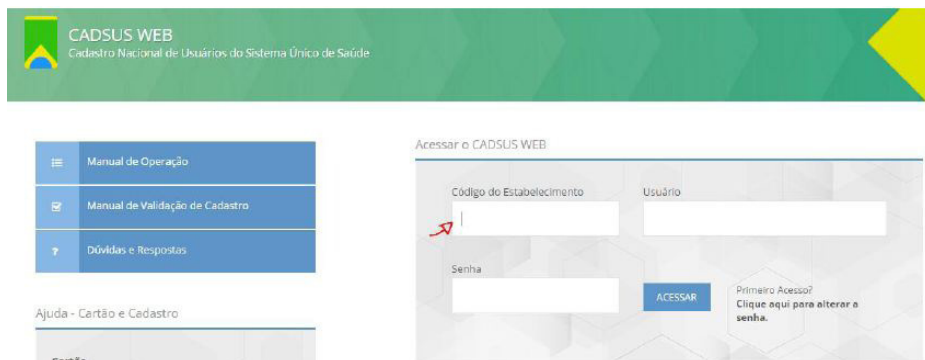 CADSUS WEB
Cadastro Nacional de Usuários do Sistema Único de Saúde
Manual de Operação
Manual de Validação de Cadastro
? Dúvidas e Respostas
Ajuda - Cartão e Cadastro
Cartão
Acessar o CADSUS WEB
Código do Estabelecimento
Usuário
Senha
ACESSAR
Primeiro Acesso?
Clique aqui para alterar a
senha.